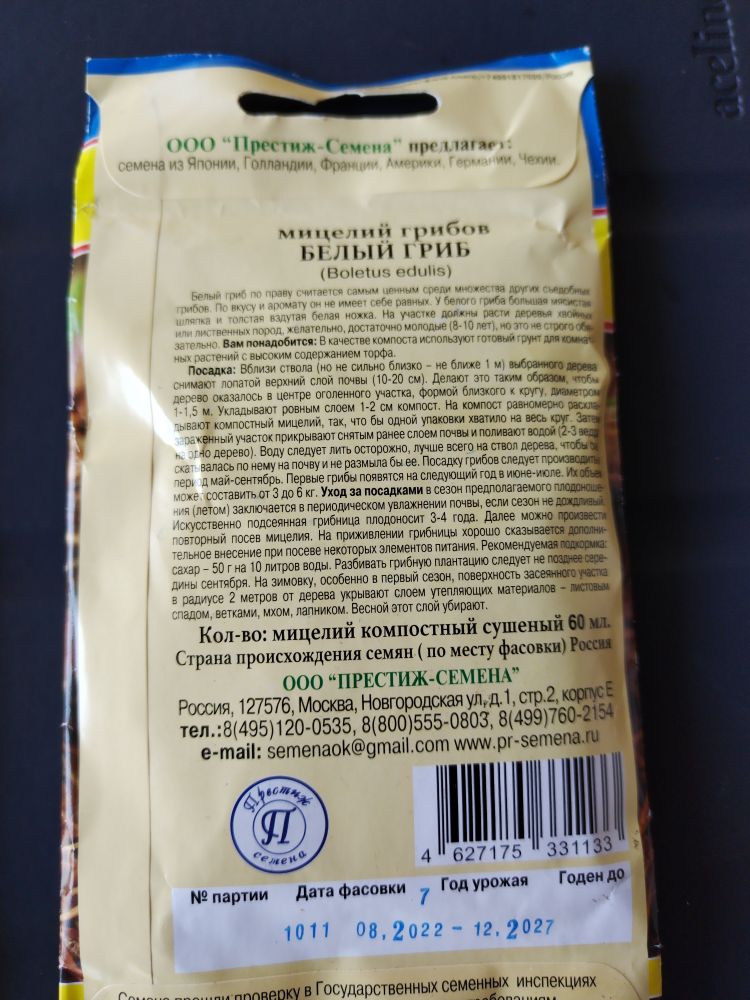 ООО "Престиж-Семена" предлагает:
семена из Японии, Голландии, Франции, Америки, Германии, Чехии.
мицелий грибов
БЕЛЫЙ ГРИБ
(Boletus edulis)
Белый гриб по праву считается самым ценным среди множества других съедобных
грибов. По вкусу и аромату он не имеет себе равных. У белого гриба большая мясистая
шляпка и толстая вздутая белая ножка. На участке должны расти деревья хвойных
или лиственных пород, желательно, достаточно молодые (8-10 лет), но это не строго обя-
зательно. Вам понадобится: В качестве компоста используют готовый грунт для комнат-
ных растений с высоким содержанием торфа.
Посадка: Вблизи ствола (но не сильно близко – не ближе 1 м) выбранного дерева
снимают лопатой верхний слой почвы (10-20 см). Делают это таким образом, чтобы
дерево оказалось в центре оголенного участка, формой близкого к кругу, диаметром
1-1,5 м. Укладывают ровным слоем 1-2 см компост. На компост равномерно раскла-
дывают компостный мицелий, так, что бы одной упаковки хватило на весь круг. Затем
зараженный участок прикрывают снятым ранее слоем почвы и поливают водой (2-3 ведра
на одно дерево). Воду следует лить осторожно, лучше всего на ствол дерева, чтобы
скатывалась по нему на почву и не размыла бы ее. Посадку грибов следует производить
период май-сентябрь. Первые грибы появятся на следующий год в июне-июле. Их объем
может составить от 3 до 6 кг. Уход за посадками в сезон предполагаемого плодоноше-
ния (летом) заключается в периодическом увлажнении почвы, если сезон не дождливый.
Искусственно подсеянная грибница плодоносит 3-4 года. Далее можно произвести
повторный посев мицелия. На приживлении грибницы хорошо сказывается дополни-
тельное внесение при посеве некоторых элементов питания. Рекомендуемая подкормка:
сахар – 50 г на 10 литров воды. Разбивать грибную плантацию следует не позднее сере-
дины сентября. На зимовку, особенно в первый сезон, поверхность засеянного участка
в радиусе 2 метров от дерева укрывают слоем утепляющих материалов – листовым
опадом, ветками, мхом, лапником. Весной этот слой убирают.
Кол-во: мицелий компостный сушеный 60 мл.
Страна происхождения семян ( по месту фасовки) Россия
ООО "ПРЕСТИЖ-СЕМЕНА"
Россия, 127576, Москва, Новгородская ул,д.1, стр.2, корпус Е
тел.:8(495)120-0535, 8(800)555-0803, 8(499)760-2154
e-mail: semenaok@gmail.com www.pr-semena.ru
Престиж
П
семена
4 627175 331133
№ партии Дата фасовки 7 Год урожая Годен до
1011 08,2022 – 12,2027
Семена прошли проверку в Государственных семенных инспекциях